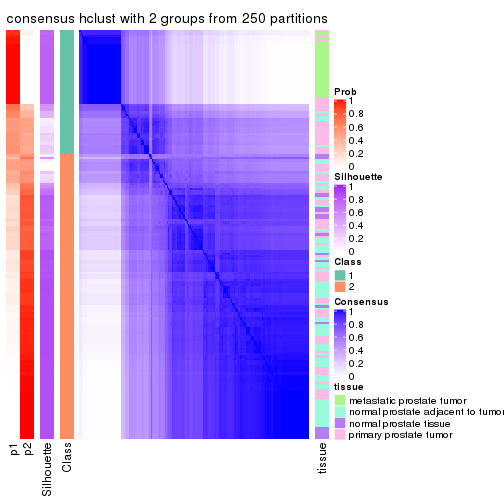 consensus hclust with 2 groups from 250 partitions
Prob
1
0.8
0.6
0.4
0.2
0
Silhouette
1
0.8
0.6
0.4
0.2
0
Class
1
2
Consensus
1
0.8
0.6
0.4
0.2
0
tissue
metastatic prostate tumor
normal prostate adjacent to tumor
normal prostate tissue
primary prostate tumor
p1
p2
Silhouette
Class
tissue